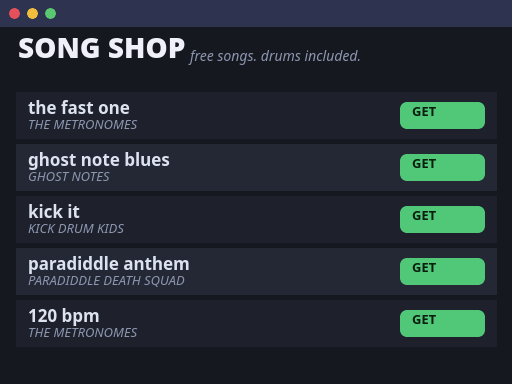 SONG SHOP free songs. drums included.
the fast one
THE METRONOMES
GET
ghost note blues
GHOST NOTES
GET
kick it
KICK DRUM KIDS
GET
paradiddle anthem
PARADIDDLE DEATH SQUAD
GET
120 bpm
THE METRONOMES
GET